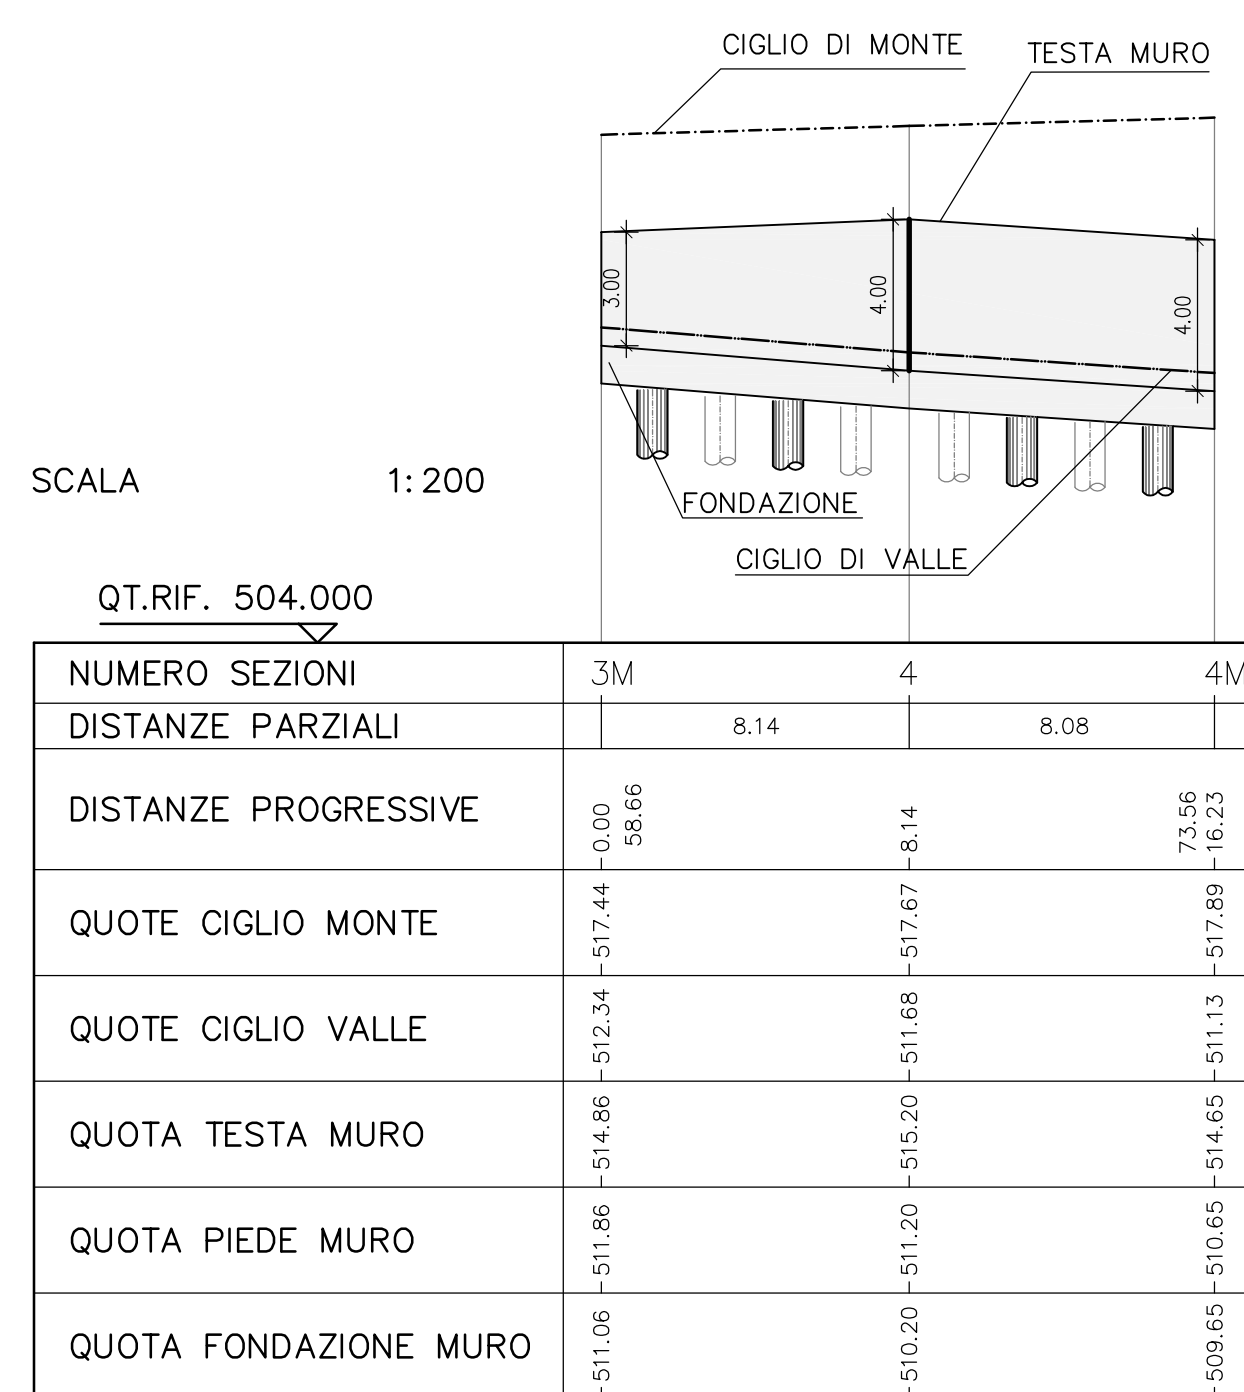 CIGLIO DI MONTE
TESTA MURO
3.00
4.00
4.00
SCALA 1:200
FONDAZIONE
CIGLIO DI VALLE
QT.RIF. 504.000
NUMERO SEZIONI 3M 4 4M
DISTANZE PARZIALI 8.14 8.08
DISTANZE PROGRESSIVE 0.00 58.66 8.14 73.56 16.23
QUOTE CIGLIO MONTE 517.44 517.67 517.89
QUOTE CIGLIO VALLE 512.34 511.68 511.13
QUOTA TESTA MURO 514.86 515.20 514.65
QUOTA PIEDE MURO 511.86 511.20 510.65
QUOTA FONDAZIONE MURO 511.06 510.20 509.65